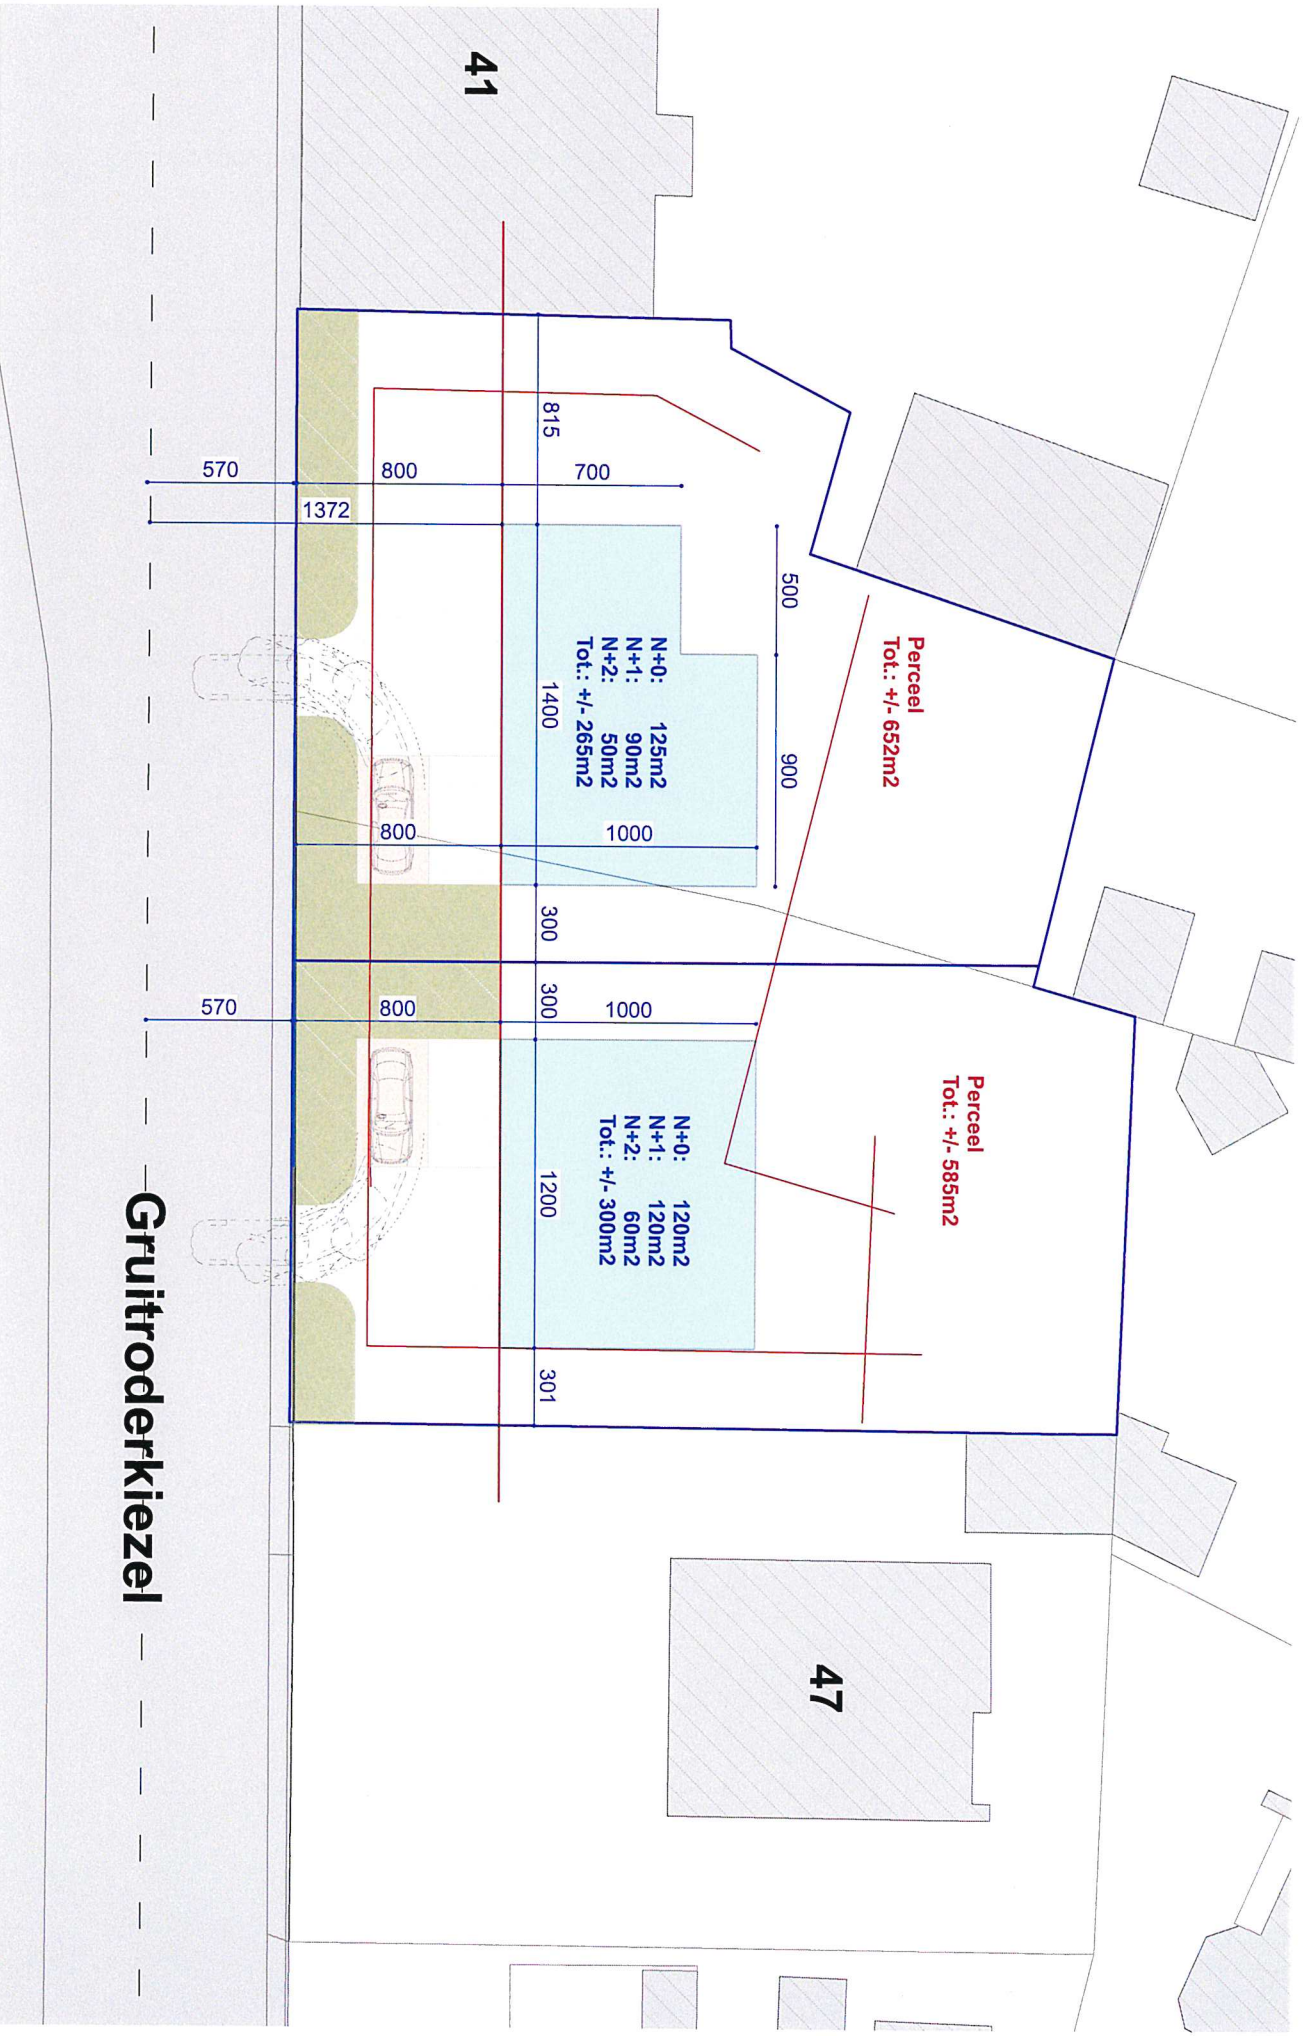 41
47
Gruitroderkiezel
Perceel
Tot.: +/- 652m2
Perceel
Tot.: +/- 585m2
N+0: 125m2
N+1: 90m2
N+2: 50m2
Tot.: +/- 265m2
N+0: 120m2
N+1: 120m2
N+2: 60m2
Tot.: +/- 300m2
815
1400
300
300
1200
301
500
900
570
800
700
1372
800
1000
570
800
1000